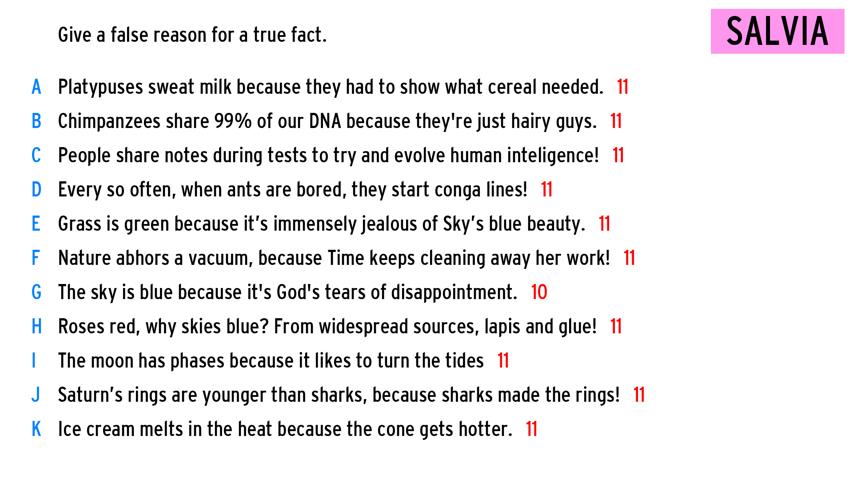 Give a false reason for a true fact.
SALVIA
A Platypuses sweat milk because they had to show what cereal needed. 11
B Chimpanzees share 99% of our DNA because they're just hairy guys. 11
C People share notes during tests to try and evolve human inteligence! 11
D Every so often, when ants are bored, they start conga lines! 11
E Grass is green because it’s immensely jealous of Sky’s blue beauty. 11
F Nature abhors a vacuum, because Time keeps cleaning away her work! 11
G The sky is blue because it's God's tears of disappointment. 10
H Roses red, why skies blue? From widespread sources, lapis and glue! 11
I The moon has phases because it likes to turn the tides 11
J Saturn’s rings are younger than sharks, because sharks made the rings! 11
K Ice cream melts in the heat because the cone gets hotter. 11